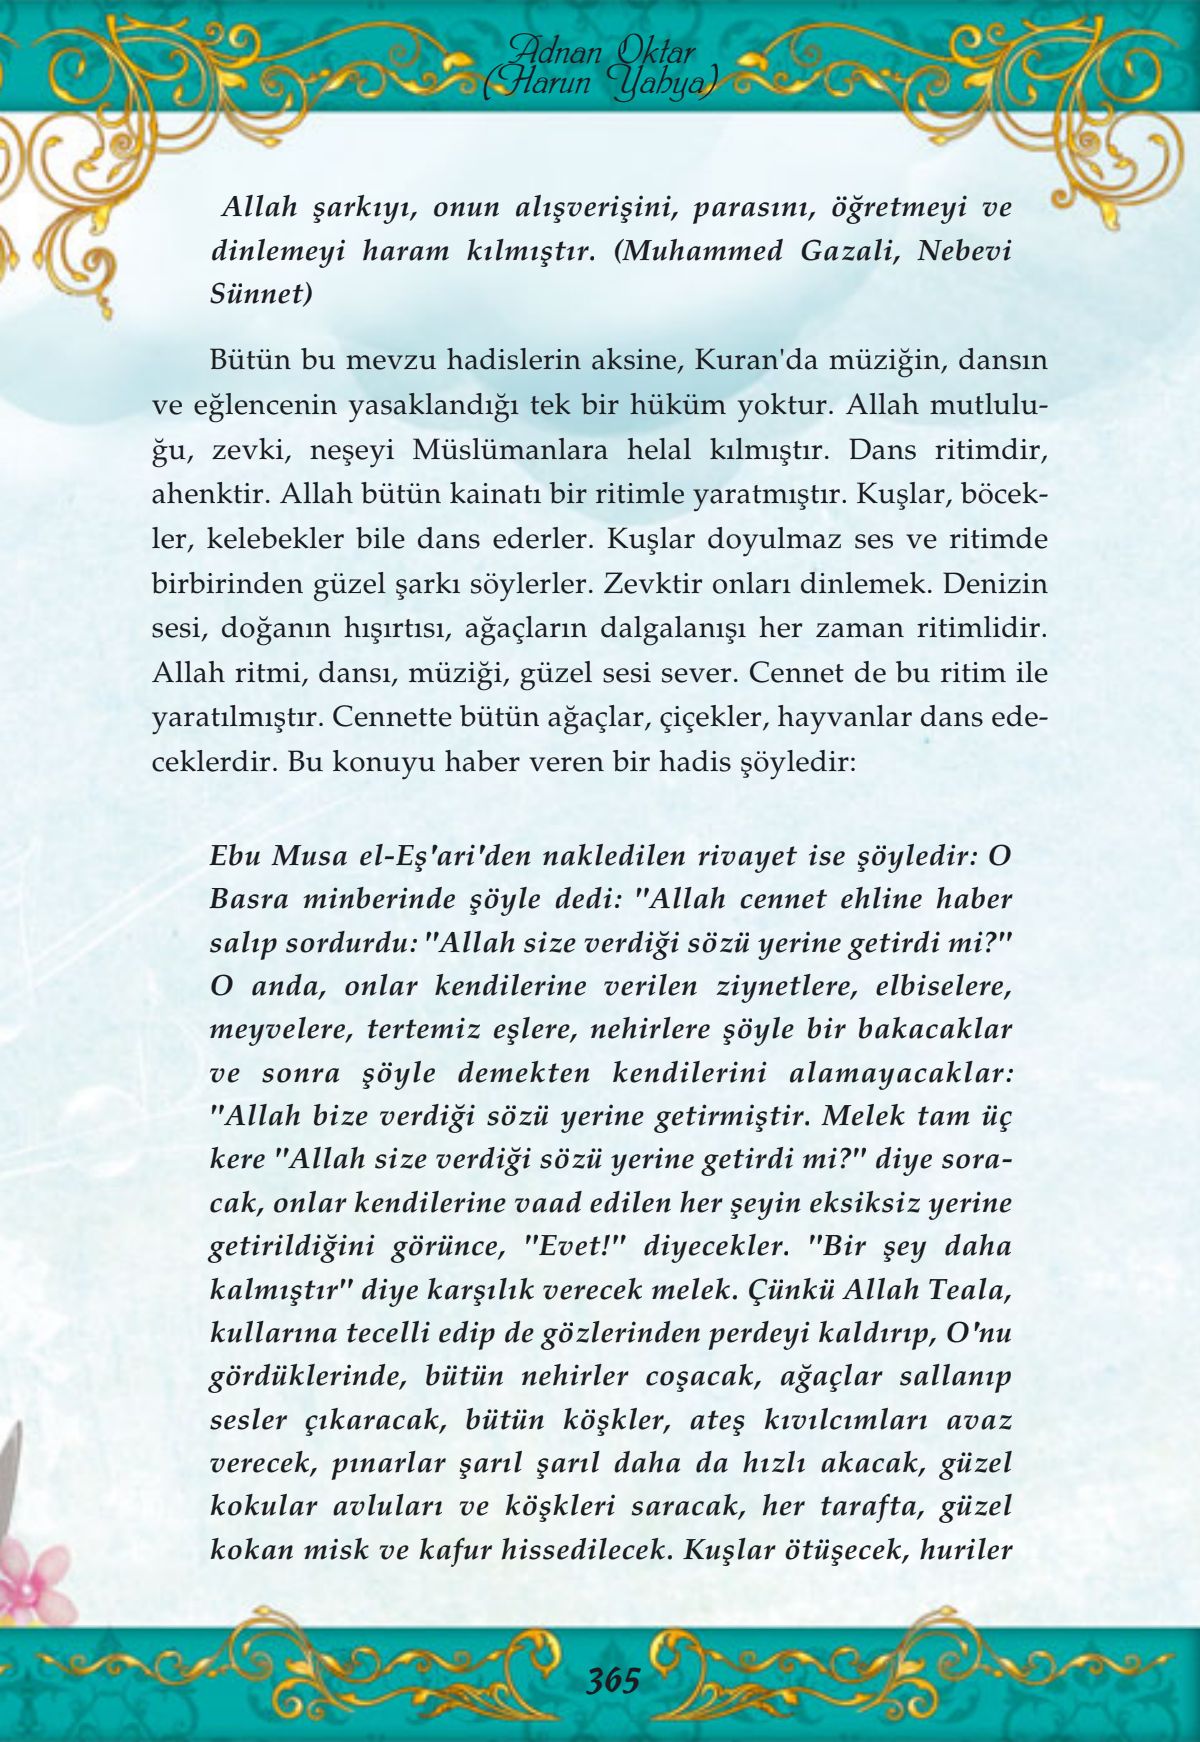 Adnan Oktar
(Harun Yahya)
Allah şarkıyı, onun alışverişini, parasını, öğretmeyi ve
dinlemeyi haram kılmıştır. (Muhammed Gazali, Nebevi
Sünnet)
Bütün bu mevzu hadislerin aksine, Kuran'da müziğin, dansın
ve eğlencenin yasaklandığı tek bir hüküm yoktur. Allah mutlulu-
ğu, zevki, neşeyi Müslümanlara helal kılmıştır. Dans ritimdir,
ahenktir. Allah bütün kainatı bir ritimle yaratmıştır. Kuşlar, böcek-
ler, kelebekler bile dans ederler. Kuşlar doyulmaz ses ve ritimde
birbirinden güzel şarkı söylerler. Zevktir onları dinlemek. Denizin
sesi, doğanın hışırtısı, ağaçların dalgalanışı her zaman ritimlidir.
Allah ritmi, dansı, müziği, güzel sesi sever. Cennet de bu ritim ile
yaratılmıştır. Cennette bütün ağaçlar, çiçekler, hayvanlar dans ede-
ceklerdir. Bu konuyu haber veren bir hadis şöyledir:
Ebu Musa el-Eş'ari'den nakledilen rivayet ise şöyledir: O
Basra minberinde şöyle dedi: "Allah cennet ehline haber
salıp sordurdu: "Allah size verdiği sözü yerine getirdi mi?"
O anda, onlar kendilerine verilen ziynetlere, elbiselere,
meyvelere, tertemiz eşlere, nehirlere şöyle bir bakacaklar
ve sonra şöyle demekten kendilerini alamayacaklar:
"Allah bize verdiği sözü yerine getirmiştir. Melek tam üç
kere "Allah size verdiği sözü yerine getirdi mi?" diye sora-
cak, onlar kendilerine vaad edilen her şeyin eksiksiz yerine
getirildiğini görünce, "Evet!" diyecekler. "Bir şey daha
kalmıştır" diye karşılık verecek melek. Çünkü Allah Teala,
kullarına tecelli edip de gözlerinden perdeyi kaldırıp, O'nu
gördüklerinde, bütün nehirler coşacak, ağaçlar sallanıp
sesler çıkaracak, bütün köşkler, ateş kıvılcımları avaz
verecek, pınarlar şarıl şarıl daha da hızlı akacak, güzel
kokular avluları ve köşkleri saracak, her tarafta, güzel
kokan misk ve kafur hissedilecek. Kuşlar ötüşecek, huriler
365